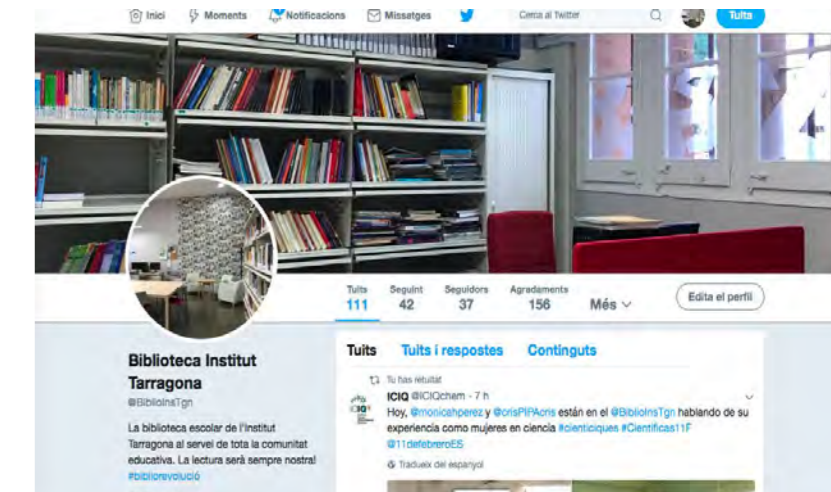 Inici Moments Notificacions Missatges Cerca al Twitter Tuita
Tuits Seguint Seguidors Agradaments
111 42 37 156 Més Edita el perfil
Biblioteca Institut
Tarragona
@BiblioInsTgn
La biblioteca escolar de l'Institut
Tarragona al servei de tota la comunitat
educativa. La lectura serà sempre nostra!
#bibliorevolució
Tuits Tuits i respostes Continguts
Tu has retuitat
ICIQ @ICIQchem - 7 h
Hoy, @monicahperez y @crisPIPAcris están en el @BiblioInsTgn hablando de su
experiencia como mujeres en ciencia #cienticiques #Científicas11F
@11defebreroES
Tradueix del espanyol